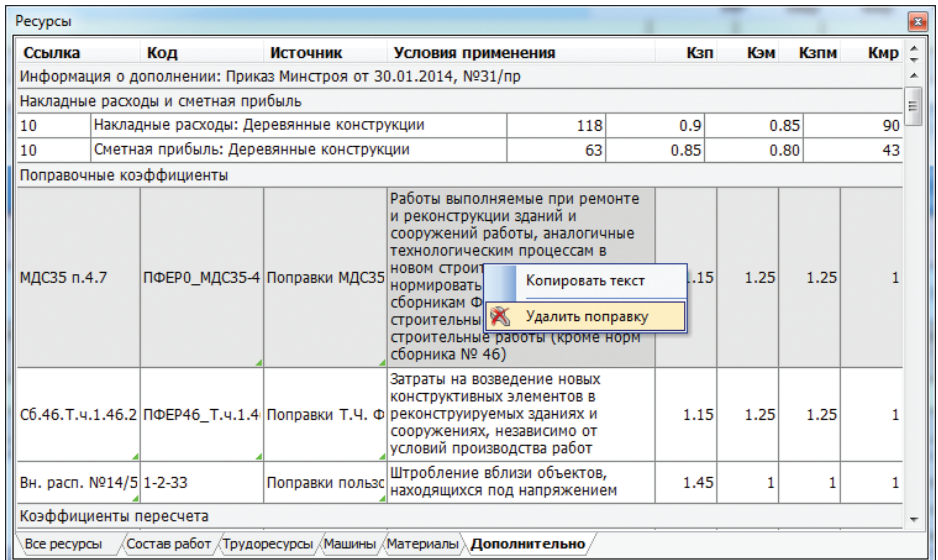 Ресурсы
Ссылка Код Источник Условия применения Кзп Кэм Кзпм Кмр
Информация о дополнении: Приказ Минстроя от 30.01.2014, №31/пр
Накладные расходы и сметная прибыль
10 Накладные расходы: Деревянные конструкции 118 0.9 0.85 90
10 Сметная прибыль: Деревянные конструкции 63 0.85 0.80 43
Поправочные коэффициенты
МДС35 п.4.7 ПФЕР0_МДС35-4 Поправки МДС35 1.25 1.25 1
Работы выполняемые при ремонте
и реконструкции зданий и
сооружений работы, аналогичные
технологическим процессам в
новом
сборникам
строительные работы (кроме норм
сборника № 46)
Копировать текст
Удалить поправку
Сб.46.Т.ч.1.46.2 ПФЕР46_Т.ч.1.4 Поправки Т.Ч. Ф 1.15 1.25 1.25 1
Затраты на возведение новых
конструктивных элементов в
реконструируемых зданиях и
сооружениях, независимо от
условий производства работ
Вн. расп. №14/5 1-2-33 Поправки 1.45 1 1 1
Штробление вблизи объектов,
находящихся под напряжением
Коэффициенты пересчета
Все ресурсы Состав работ Трудоресурсы Машины Материалы Дополнительно